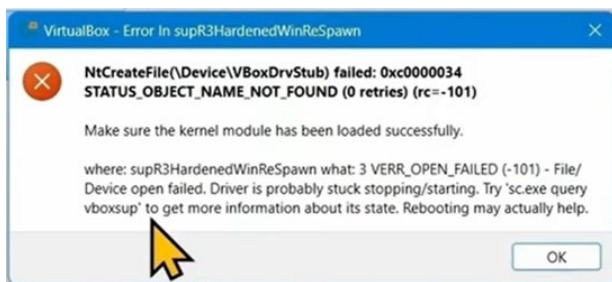 VirtualBox - Error In supR3HardenedWinReSpawn
NtCreateFile(\Device\VBoxDrvStub) failed: 0xc0000034
STATUS_OBJECT_NAME_NOT_FOUND (0 retries) (rc=-101)
Make sure the kernel module has been loaded successfully.
where: supR3HardenedWinReSpawn what: 3 VERR_OPEN_FAILED (-101) - File/
Device open failed. Driver is probably stuck stopping/starting. Try 'sc.exe query
vboxsup' to get more information about its state. Rebooting may actually help.
OK